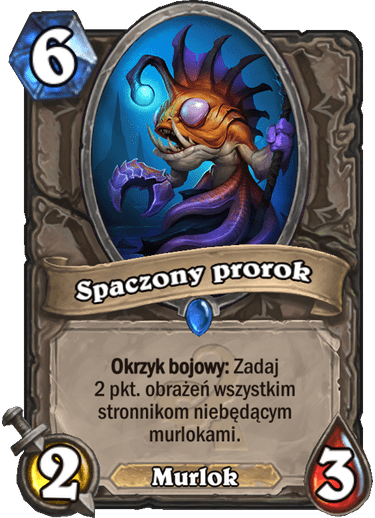 6
Spaczony prorok
Okrzyk bojowy: Zadaj
2 pkt. obrażeń wszystkim
stronnikom niebędącym
murlokami.
2
Murlok
3